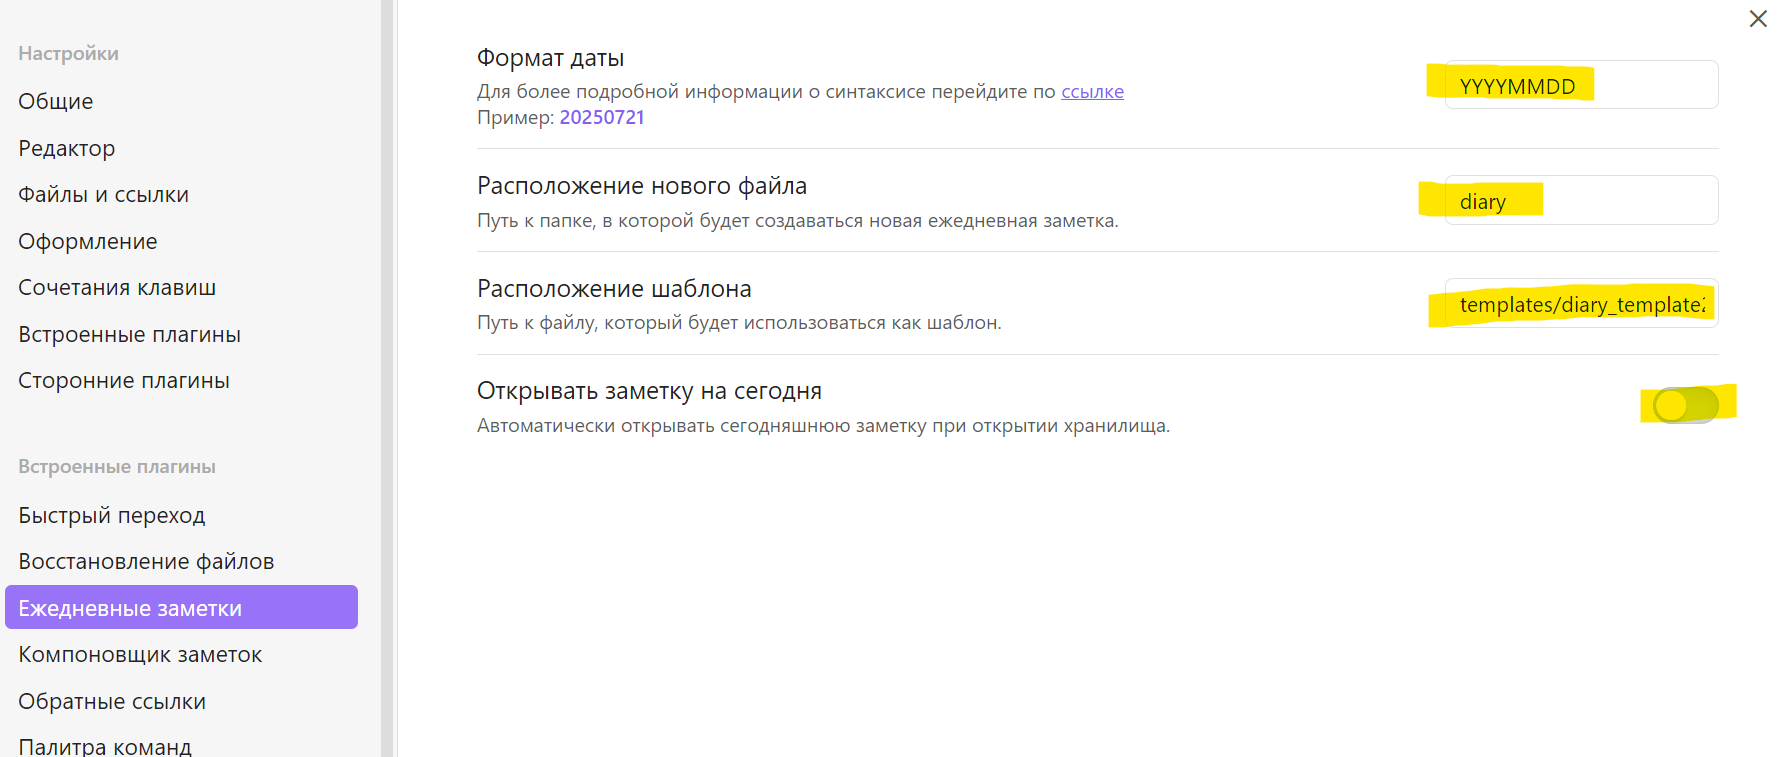 Настройки
Общие
Редактор
Файлы и ссылки
Оформление
Сочетания клавиш
Встроенные плагины
Сторонние плагины
Встроенные плагины
Быстрый переход
Восстановление файлов
Ежедневные заметки
Компоновщик заметок
Обратные ссылки
Палитра команд
Формат даты
Для более подробной информации о синтаксисе перейдите по ссылке
Пример: 20250721
YYYYMMDD
Расположение нового файла
Путь к папке, в которой будет создаваться новая ежедневная заметка.
diary
Расположение шаблона
Путь к файлу, который будет использоваться как шаблон.
templates/diary_template
Открывать заметку на сегодня
Автоматически открывать сегодняшнюю заметку при открытии хранилища.